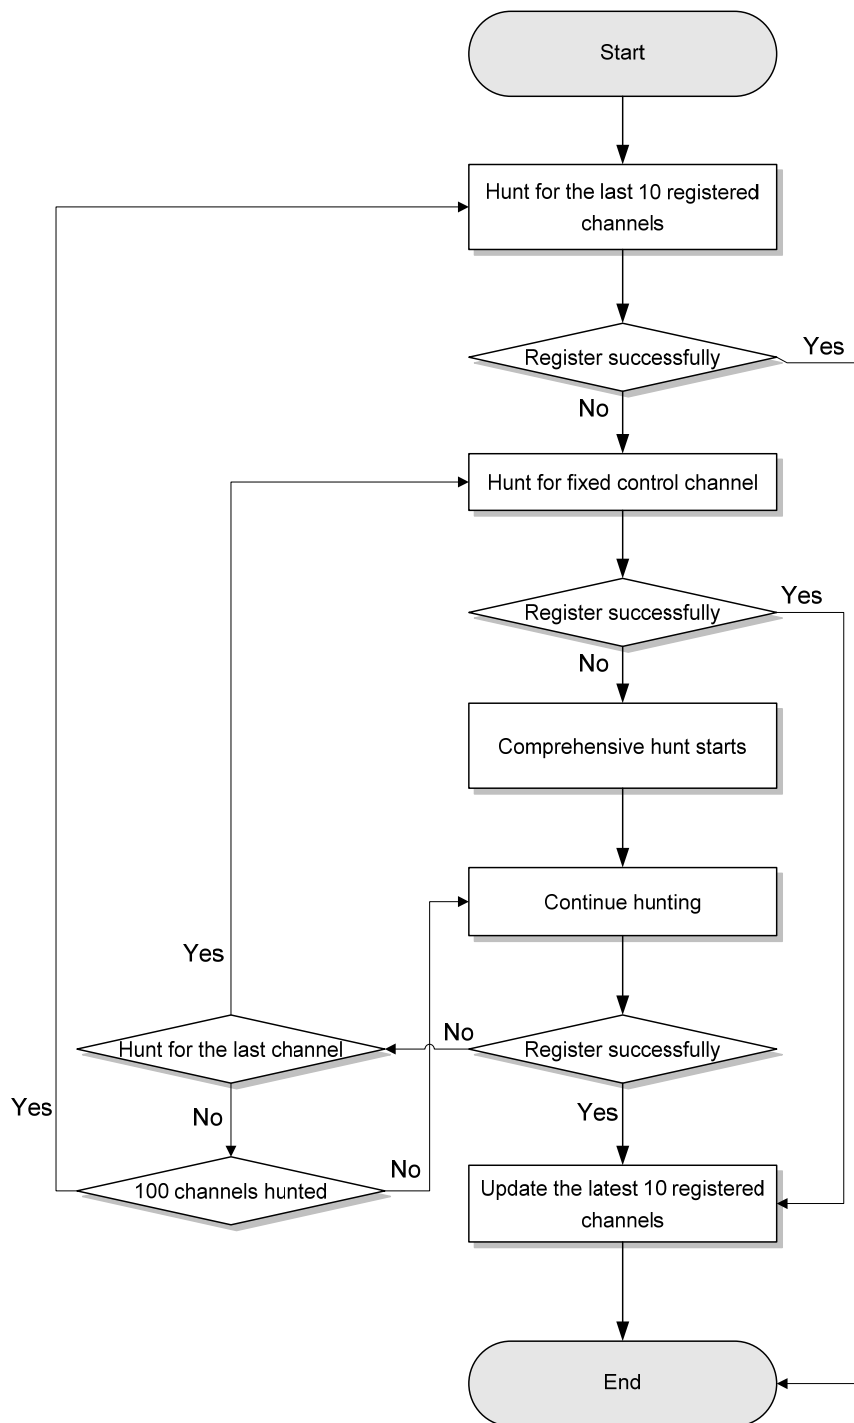 Start
Hunt for the last 10 registered
channels
Register successfully
Yes
No
Hunt for fixed control channel
Register successfully
Yes
No
Comprehensive hunt starts
Continue hunting
Yes
Hunt for the last channel
No
Register successfully
Yes
No
Yes
100 channels hunted
No
Update the latest 10 registered
channels
End